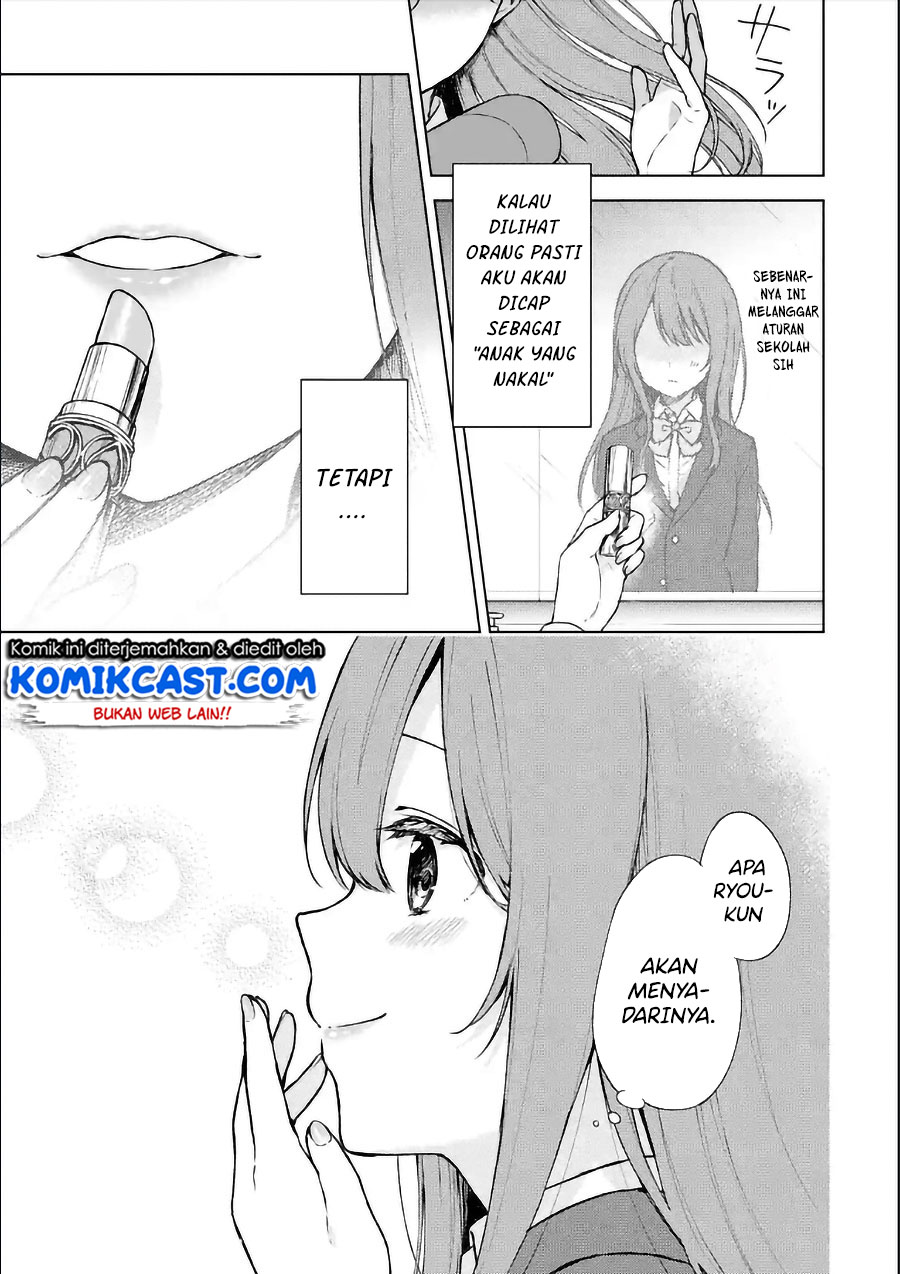 サラッ
SEBENAR-
NYA INI
MELANGGAR
ATURAN
SEKOLAH
SIH
KALAU
DILIHAT
ORANG PASTI
AKU AKAN
DICAP
SEBAGAI
"ANAK YANG
NAKAL"
TETAPI
....
Komik ini diterjemahkan & diedit oleh
KOMIKCAST.COM
BUKAN WEB LAIN!!
APA
RYOU-
KUN
AKAN
MENYA-
DARINYA.